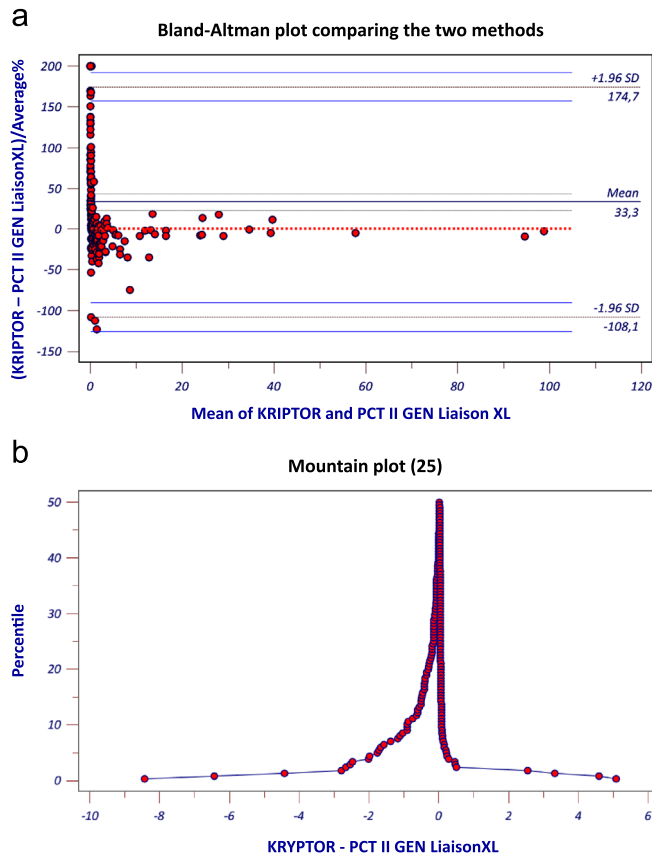 a
Bland-Altman plot comparing the two methods
(KRIPTOR – PCT II GEN LiaisonXL)/Average%
200
150
100
50
0
-50
-100
-150
+1.96 SD
174,7
Mean
33,3
-1.96 SD
-108,1
0 20 40 60 80 100 120
Mean of KRIPTOR and PCT II GEN Liaison XL
b
Mountain plot (25)
Percentile
50
40
30
20
10
0
-10 -8 -6 -4 -2 0 2 4 6
KRYPTOR - PCT II GEN LiaisonXL